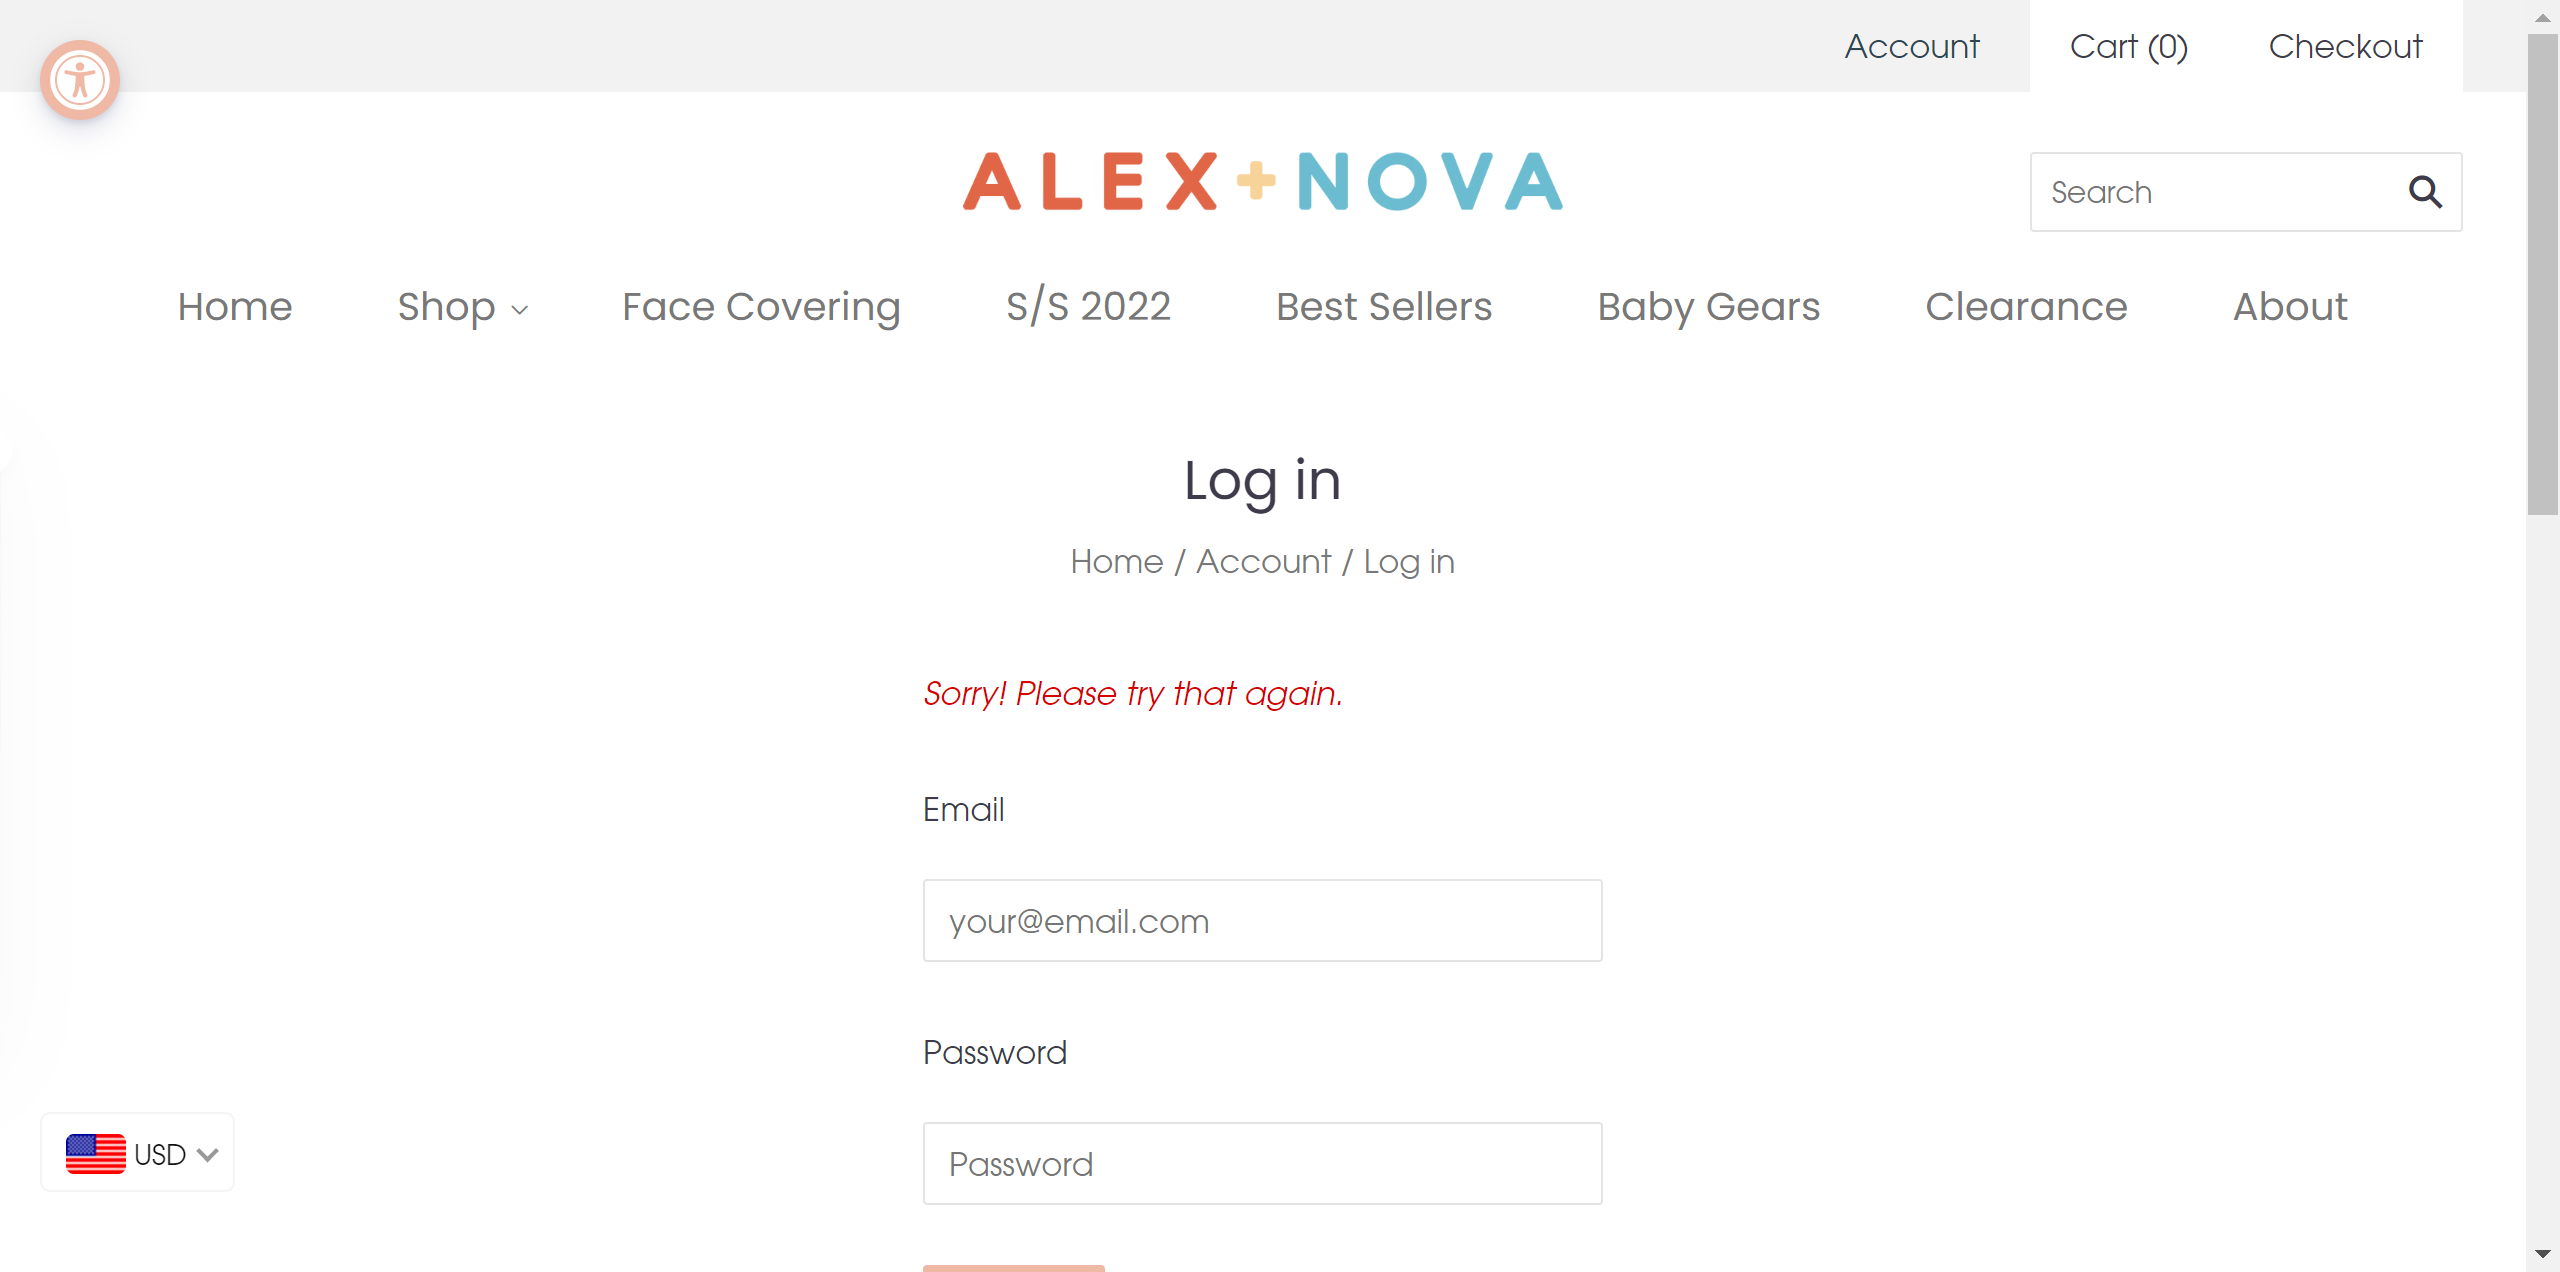 Account
Cart (0)
Checkout
ALEX+NOVA
Search
Home
Shop
Face Covering
S/S 2022
Best Sellers
Baby Gears
Clearance
About
Log in
Home / Account / Log in
Sorry! Please try that again.
Email
your@email.com
Password
Password
USD